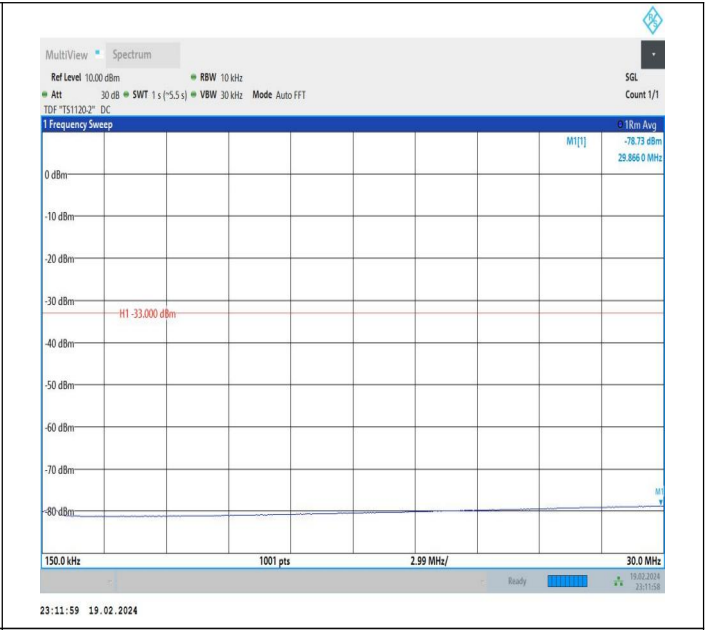 R S
MultiView Spectrum
Ref Level 10.00 dBm RBW 10 kHz SGL
Att 30 dB SWT 1 s (~5.5 s) VBW 30 kHz Mode Auto FFT Count 1/1
TDF "TS1120-2" DC
1 Frequency Sweep 1Rm Avg
M1[1] -78.73 dBm
29.866 0 MHz
0 dBm
-10 dBm
-20 dBm
-30 dBm
H1 -33.000 dBm
-40 dBm
-50 dBm
-60 dBm
-70 dBm
M1
-80 dBm
150.0 kHz 1001 pts 2.99 MHz/ 30.0 MHz
Ready 19.02.2024
23:11:58
23:11:59 19.02.2024